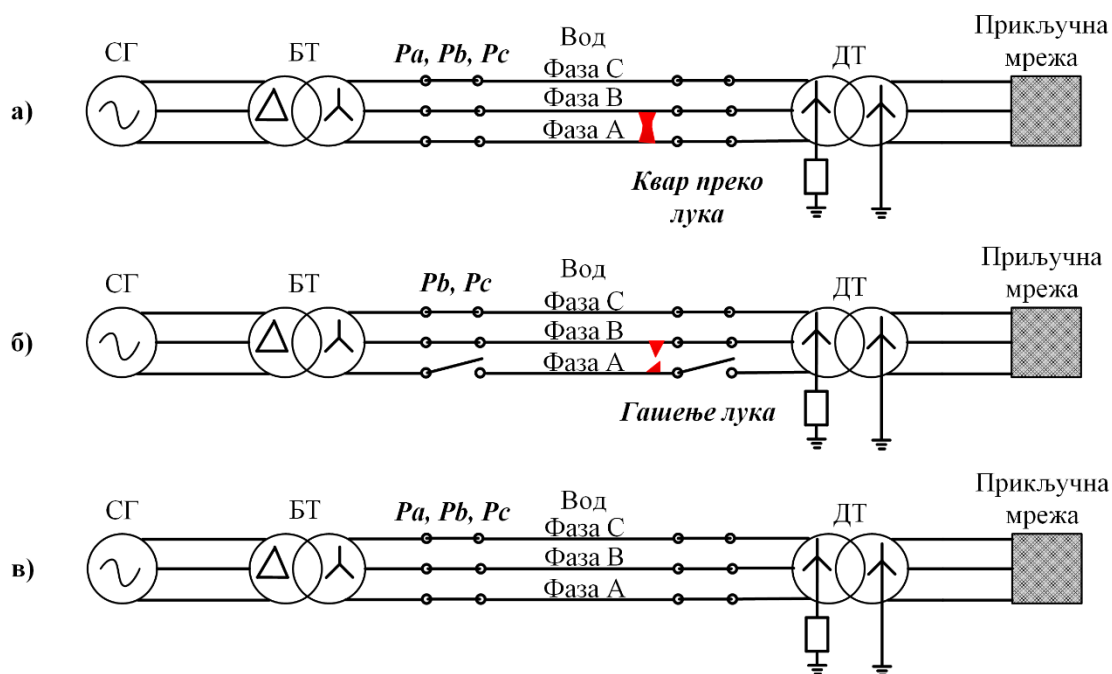 Прикључна
мрежа
СГ
БТ
Pa, Pb, Pc
Вод
Фаза C
ДТ
а)
Фаза B
Фаза A
Квар преко
лука
Приључна
мрежа
СГ
БТ
Pb, Pc
Вод
Фаза C
ДТ
б)
Фаза B
Фаза A
Гашење лука
Прикључна
мрежа
СГ
БТ
Pa, Pb, Pc
Вод
Фаза C
ДТ
в)
Фаза B
Фаза A